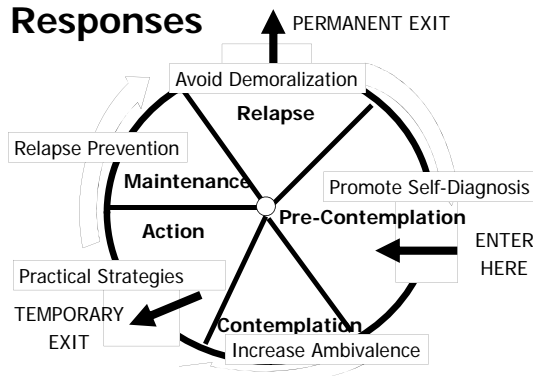 Responses
PERMANENT EXIT
Avoid Demoralization
Relapse
Relapse Prevention
Maintenance
Promote Self-Diagnosis
Pre-Contemplation
Action
ENTER
HERE
Practical Strategies
TEMPORARY
EXIT
Contemplation
Increase Ambivalence